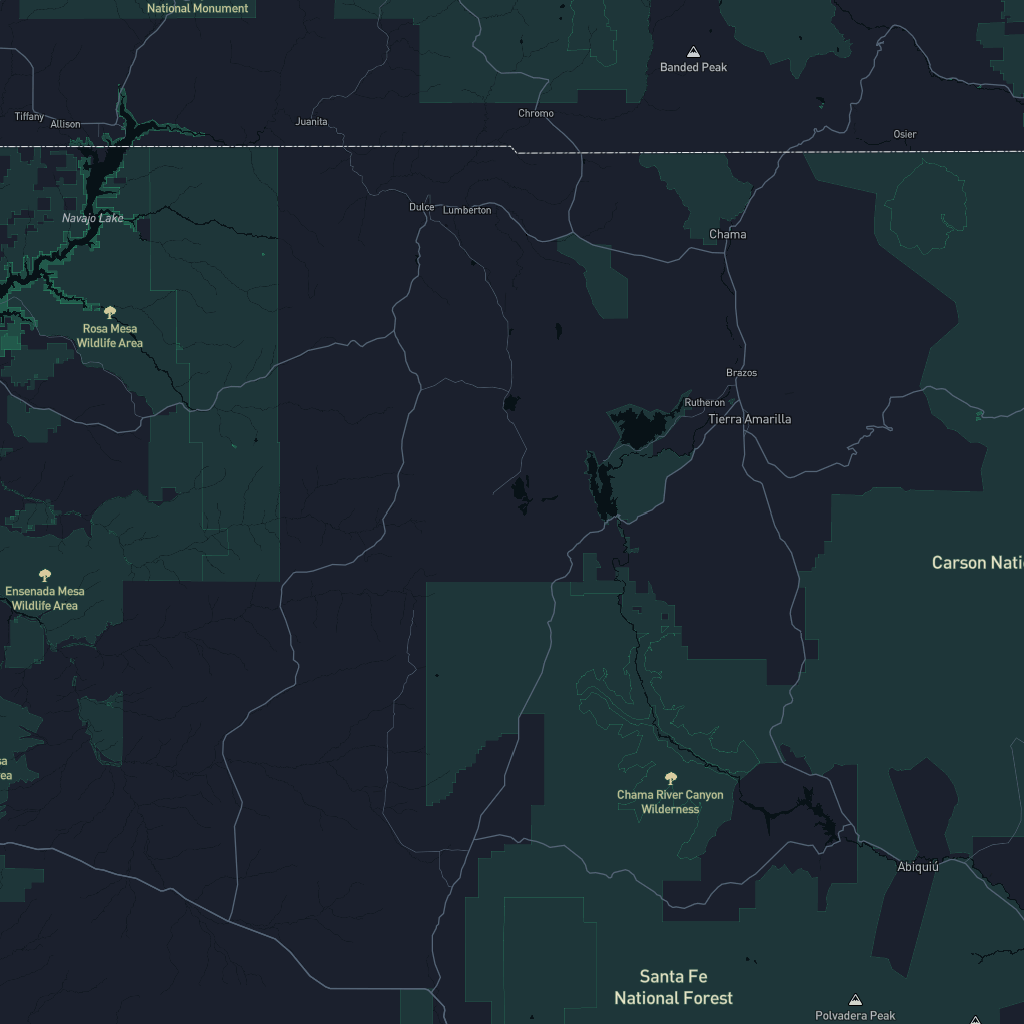 National Monument
Banded Peak
Tiffany
Allison
Juanita
Chromo
Osier
Navajo Lake
Dulce
Lumberton
Chama
Rosa Mesa
Wildlife Area
Brazos
Rutheron
Tierra Amarilla
Ensenada Mesa
Wildlife Area
Carson Nati
sa
rea
Chama River Canyon
Wilderness
Abiquiú
Santa Fe
National Forest
Polvadera Peak